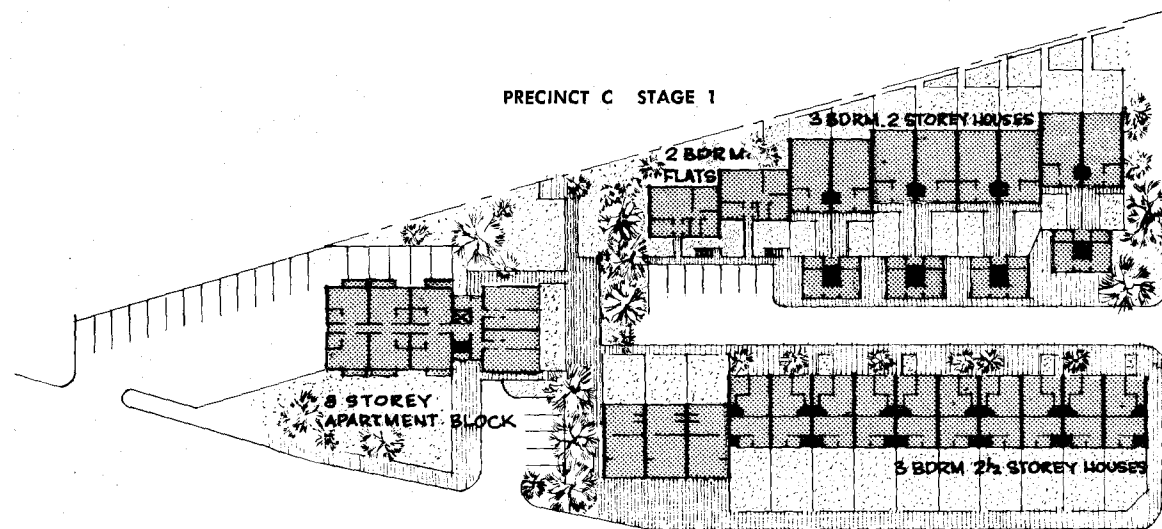 PRECINCT C STAGE 1
3 BDRM. 2 STOREY HOUSES
2 BDRM.
FLATS
8 STOREY
APARTMENT BLOCK
3 BDRM 2½ STOREY HOUSES